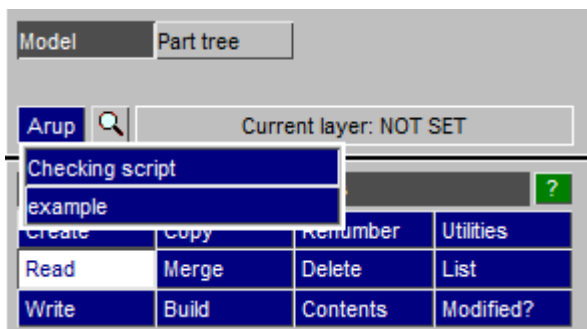 Model Part tree
Arup Current layer: NOT SET
Checking script
example ?
Create Copy Renumber Utilities
Read Merge Delete List
Write Build Contents Modified?